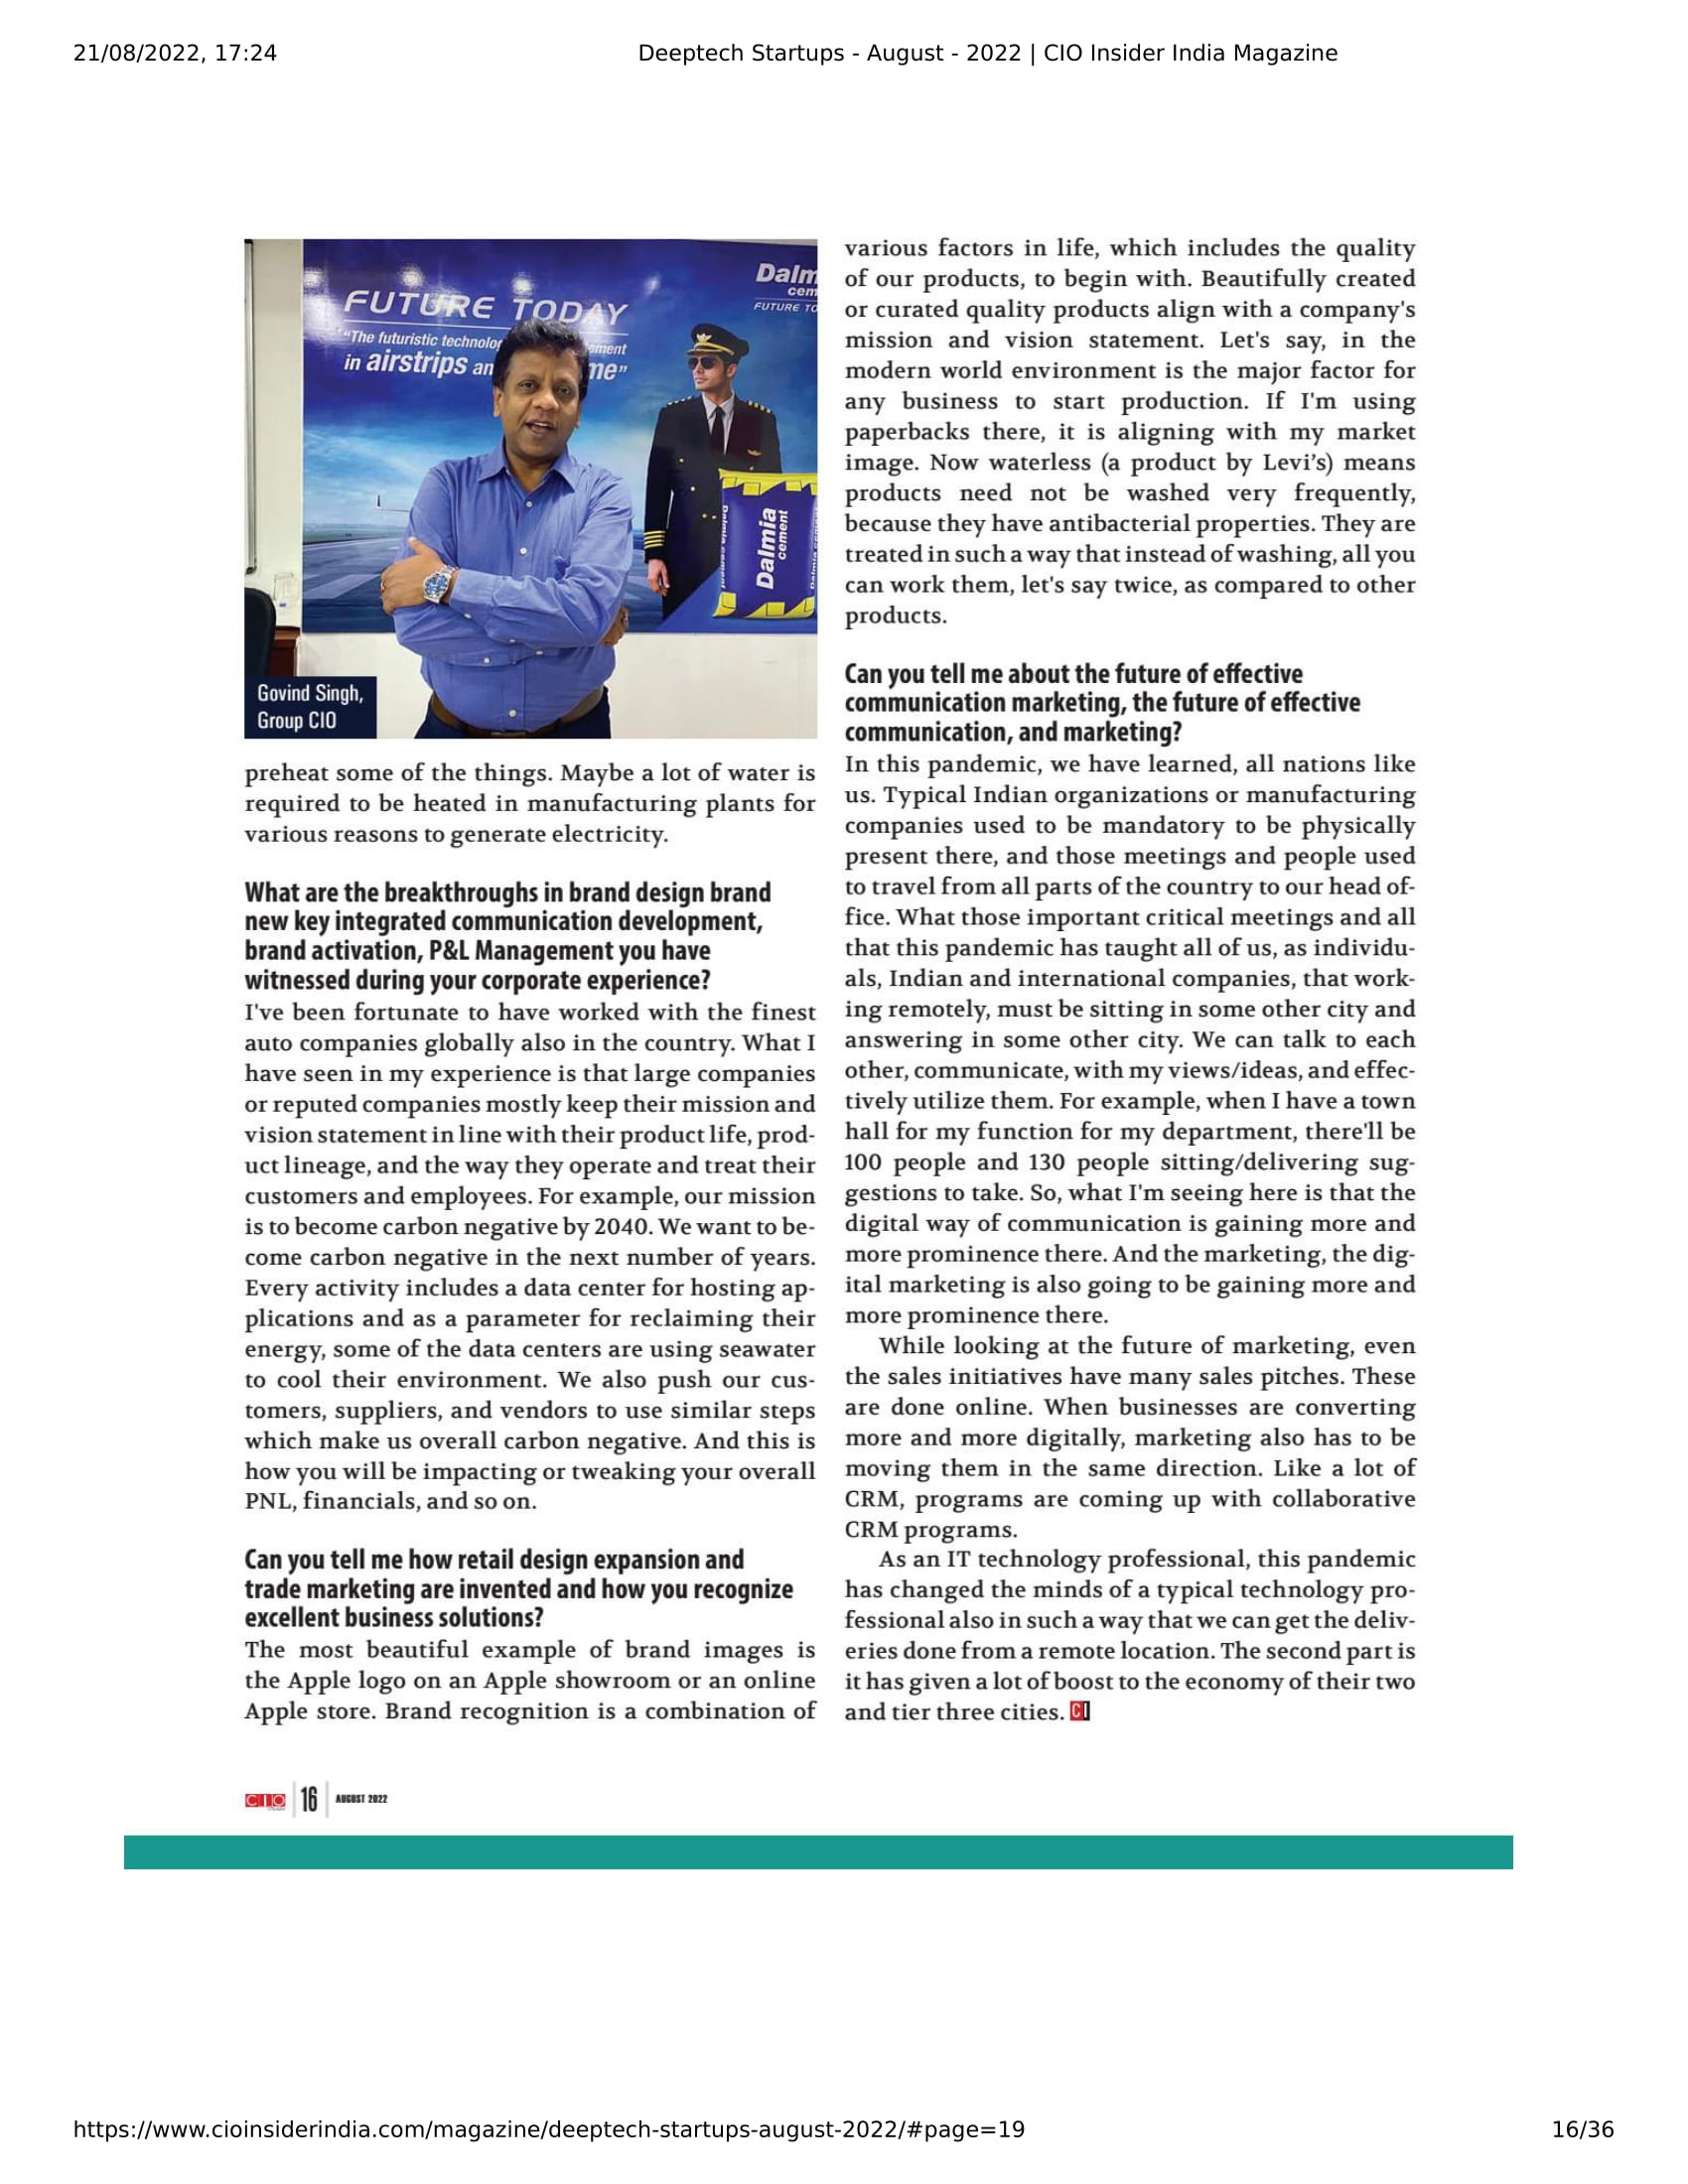 21/08/2022, 17:24
Deeptech Startups - August - 2022 | CIO Insider India Magazine
FUTURE TODAY
"The futuristic
in airstrips
me"
Dalm
cem
FUTURE TO
Dalmia
cement
Govind Singh,
Group CIO
preheat some of the things. Maybe a lot of water is
required to be heated in manufacturing plants for
various reasons to generate electricity.
What are the breakthroughs in brand design brand
new key integrated communication development,
brand activation, P&L Management you have
witnessed during your corporate experience?
I've been fortunate to have worked with the finest
auto companies globally also in the country. What I
have seen in my experience is that large companies
or reputed companies mostly keep their mission and
vision statement in line with their product life, prod-
uct lineage, and the way they operate and treat their
customers and employees. For example, our mission
is to become carbon negative by 2040. We want to be-
come carbon negative in the next number of years.
Every activity includes a data center for hosting ap-
plications and as a parameter for reclaiming their
energy, some of the data centers are using seawater
to cool their environment. We also push our cus-
tomers, suppliers, and vendors to use similar steps
which make us overall carbon negative. And this is
how you will be impacting or tweaking your overall
PNL, financials, and so on.
Can you tell me how retail design expansion and
trade marketing are invented and how you recognize
excellent business solutions?
The most beautiful example of brand images is
the Apple logo on an Apple showroom or an online
Apple store. Brand recognition is a combination of
various factors in life, which includes the quality
of our products, to begin with. Beautifully created
or curated quality products align with a company's
mission and vision statement. Let's say, in the
modern world environment is the major factor for
any business to start production. If I'm using
paperbacks there, it is aligning with my market
image. Now waterless (a product by Levi’s) means
products need not be washed very frequently,
because they have antibacterial properties. They are
treated in such a way that instead of washing, all you
can work them, let's say twice, as compared to other
products.
Can you tell me about the future of effective
communication marketing, the future of effective
communication, and marketing?
In this pandemic, we have learned, all nations like
us. Typical Indian organizations or manufacturing
companies used to be mandatory to be physically
present there, and those meetings and people used
to travel from all parts of the country to our head of-
fice. What those important critical meetings and all
that this pandemic has taught all of us, as individu-
als, Indian and international companies, that work-
ing remotely, must be sitting in some other city and
answering in some other city. We can talk to each
other, communicate, with my views/ideas, and effec-
tively utilize them. For example, when I have a town
hall for my function for my department, there'll be
100 people and 130 people sitting/delivering sug-
gestions to take. So, what I'm seeing here is that the
digital way of communication is gaining more and
more prominence there. And the marketing, the dig-
ital marketing is also going to be gaining more and
more prominence there.
While looking at the future of marketing, even
the sales initiatives have many sales pitches. These
are done online. When businesses are converting
more and more digitally, marketing also has to be
moving them in the same direction. Like a lot of
CRM, programs are coming up with collaborative
CRM programs.
As an IT technology professional, this pandemic
has changed the minds of a typical technology pro-
fessional also in such a way that we can get the deliv-
eries done from a remote location. The second part is
it has given a lot of boost to the economy of their two
and tier three cities. CI
CIO | 16 | AUGUST 2022
https://www.cioinsiderindia.com/magazine/deeptech-startups-august-2022/#page=19
16/36